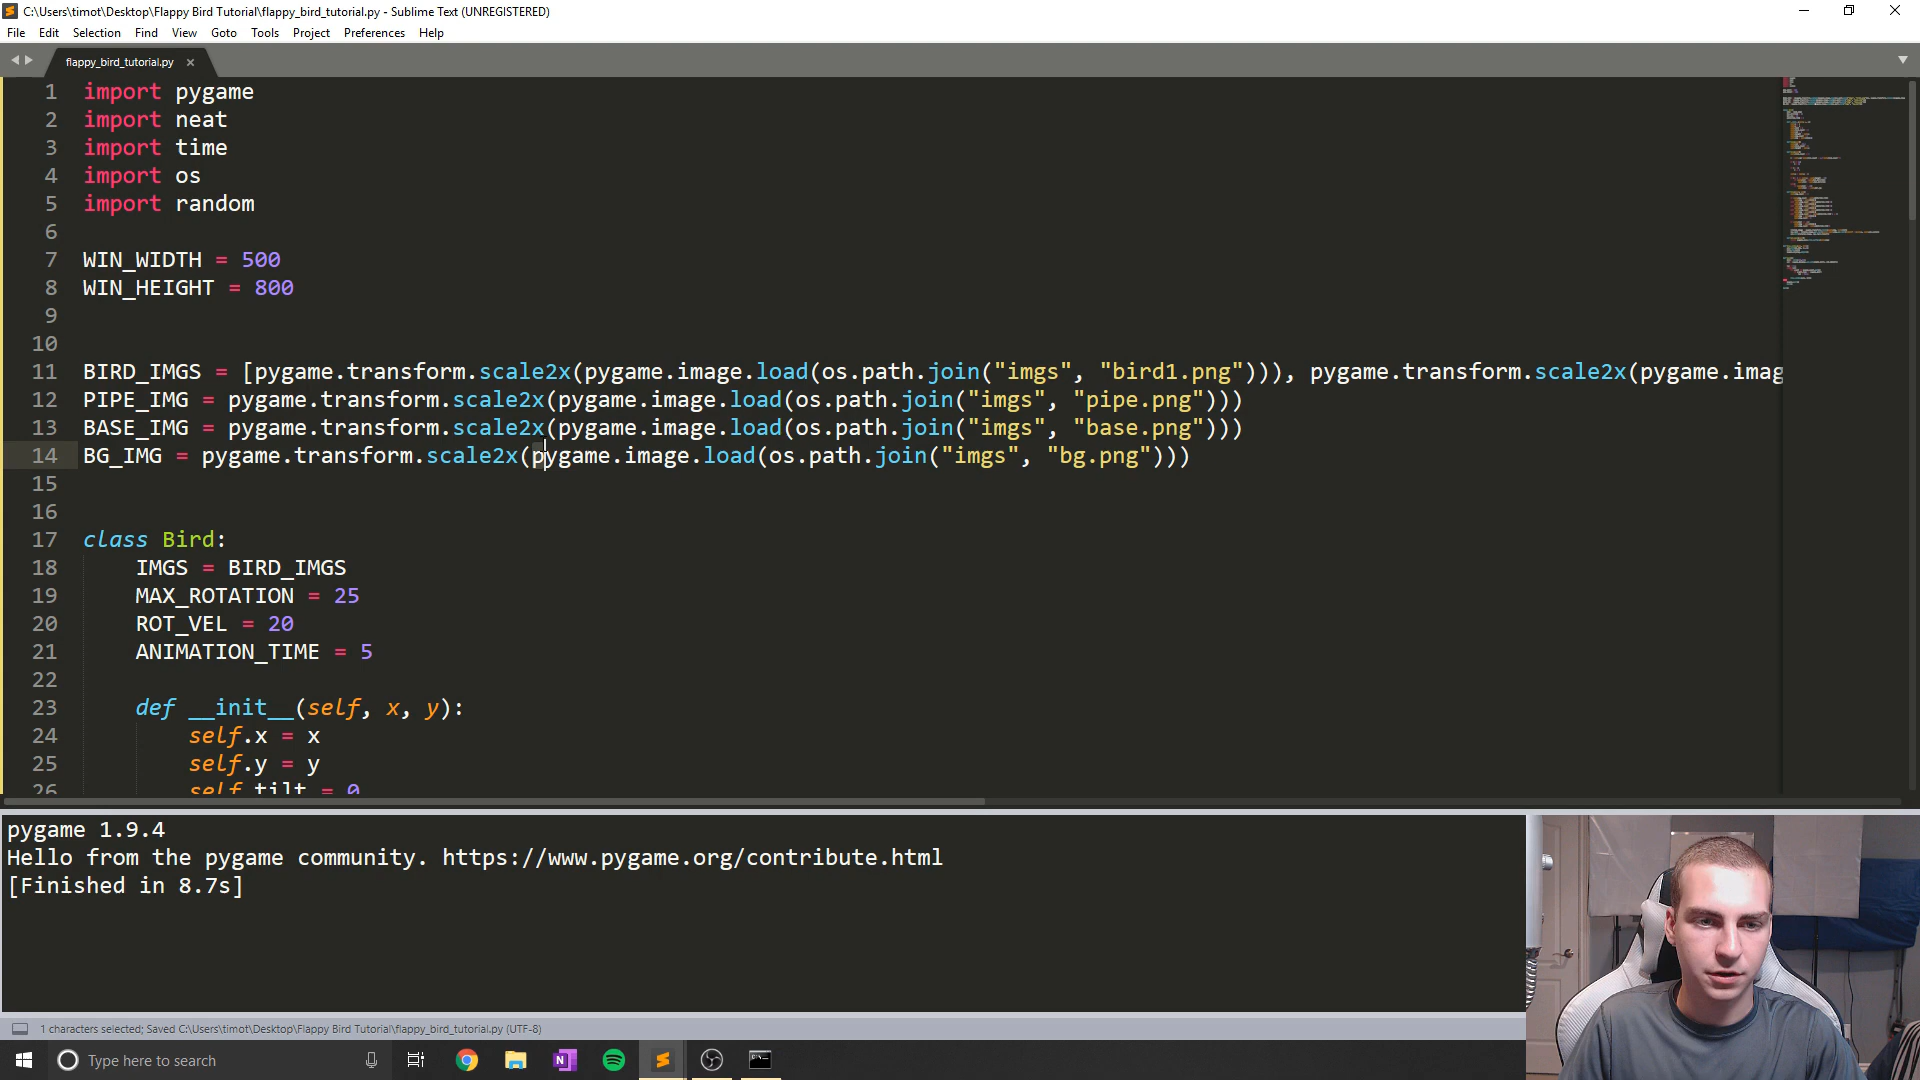 C:\Users\timot\Desktop\Flappy Bird Tutorial\flappy_bird_tutorial.py - Sublime Text (UNREGISTERED)
File Edit Selection Find View Goto Tools Project Preferences Help
flappy_bird_tutorial.py ×
1 import pygame
2 import neat
3 import time
4 import os
5 import random
6
7 WIN_WIDTH = 500
8 WIN_HEIGHT = 800
9
10
11 BIRD_IMGS = [pygame.transform.scale2x(pygame.image.load(os.path.join("imgs", "bird1.png"))), pygame.transform.scale2x(pygame.imag
12 PIPE_IMG = pygame.transform.scale2x(pygame.image.load(os.path.join("imgs", "pipe.png")))
13 BASE_IMG = pygame.transform.scale2x(pygame.image.load(os.path.join("imgs", "base.png")))
14 BG_IMG = pygame.transform.scale2x(pygame.image.load(os.path.join("imgs", "bg.png")))
15
16
17 class Bird:
18 IMGS = BIRD_IMGS
19 MAX_ROTATION = 25
20 ROT_VEL = 20
21 ANIMATION_TIME = 5
22
23 def __init__(self, x, y):
24 self.x = x
25 self.y = y
26 self.tilt = 0
pygame 1.9.4
Hello from the pygame community. https://www.pygame.org/contribute.html
[Finished in 8.7s]
1 characters selected; Saved C:\Users\timot\Desktop\Flappy Bird Tutorial\flappy_bird_tutorial.py (UTF-8)
Type here to search